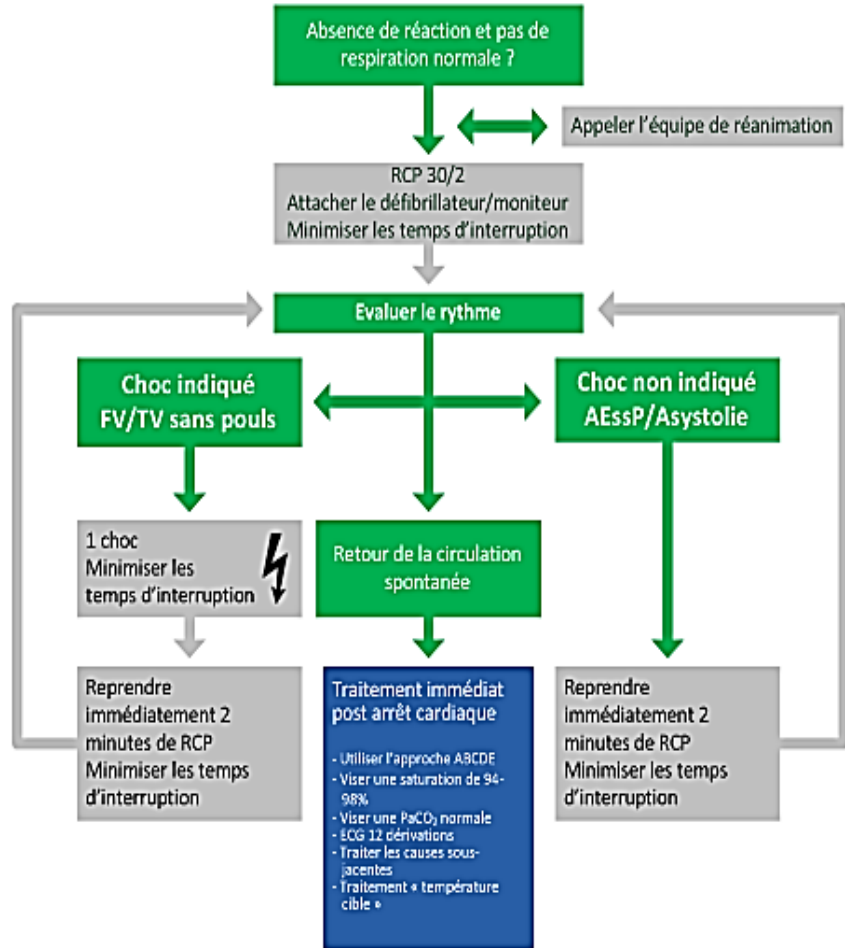 Absence de réaction et pas de
respiration normale ?
Appeler l'équipe de réanimation
RCP 30/2
Attacher le défibrillateur/moniteur
Minimiser les temps d'interruption
Evaluer le rythme
Choc indiqué
FV/TV sans pouls
Choc non indiqué
AEssP/Asystolie
1 choc
Minimiser les
temps d'interruption
Retour de la circulation
spontanée
Reprendre
immédiatement 2
minutes de RCP
Minimiser les temps
d'interruption
Traitement immédiat
post arrêt cardiaque
- Utiliser l'approche ABCDE
- Viser une saturation de 94-
98%
- Viser une PaCO₂ normale
- ECG 12 dérivations
- Traiter les causes sous-
jacentes
- Traitement « température
cible »
Reprendre
immédiatement 2
minutes de RCP
Minimiser les temps
d'interruption